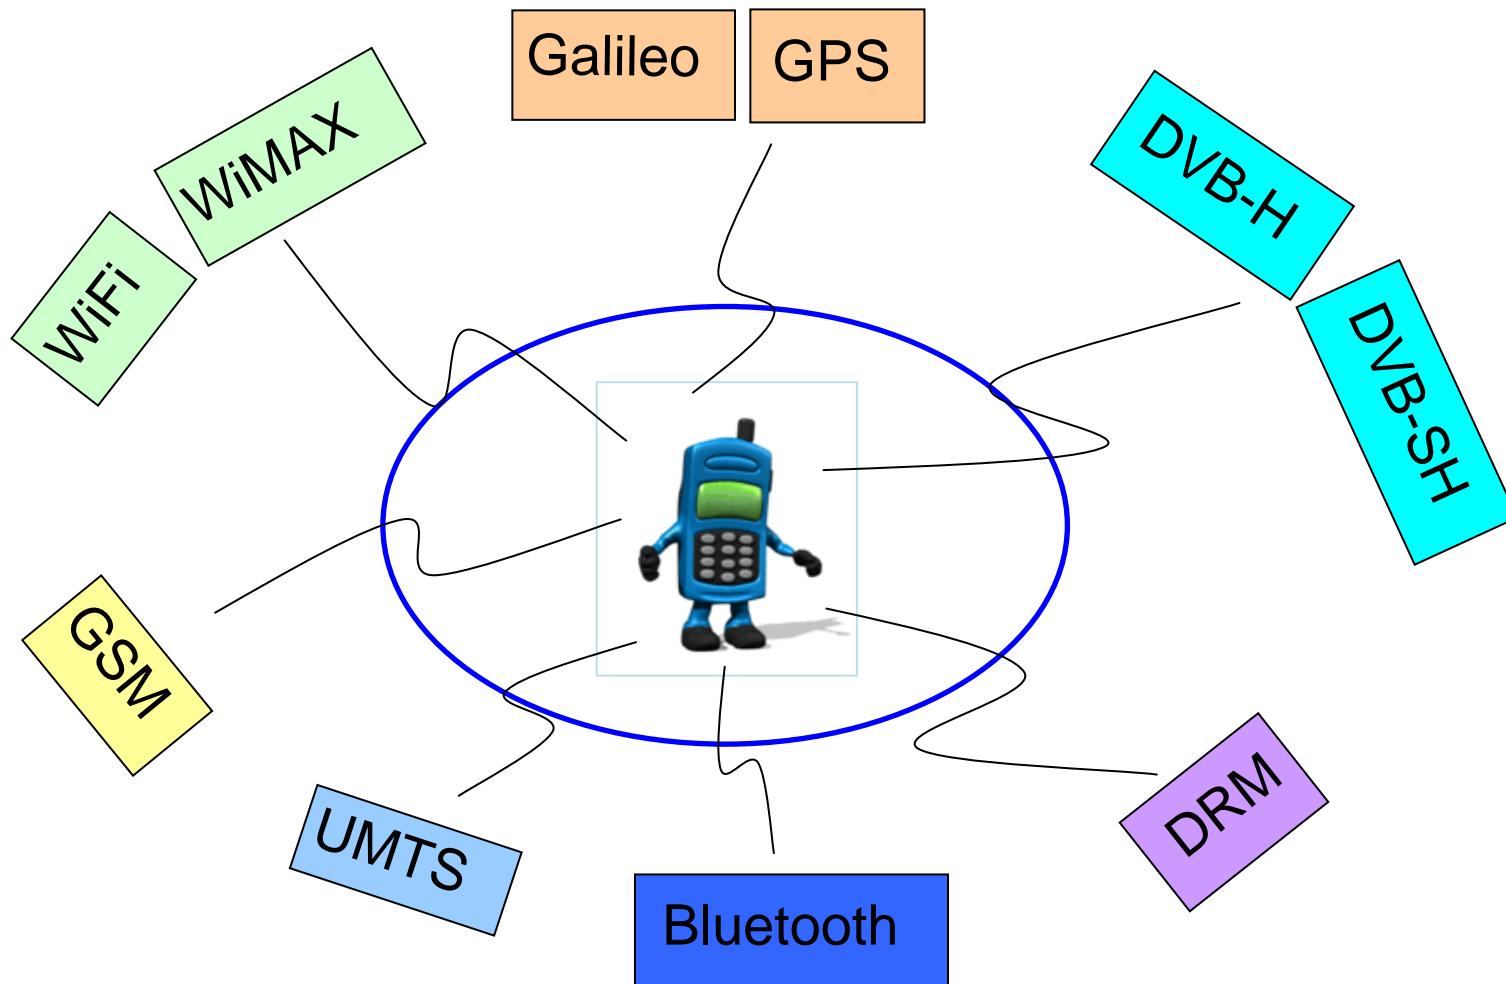 Galileo
GPS
WiMAX
DVB-H
WiFi
DVB-SH
GSM
UMTS
DRM
Bluetooth